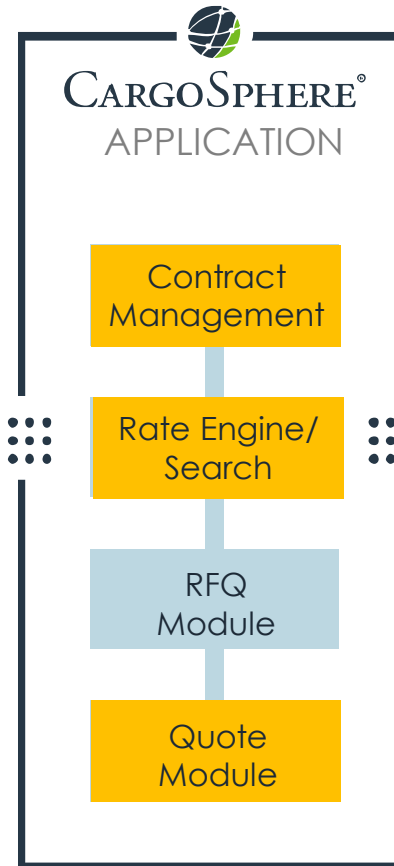 CARGOSPHERE®
APPLICATION
Contract
Management
Rate Engine/
Search
RFQ
Module
Quote
Module